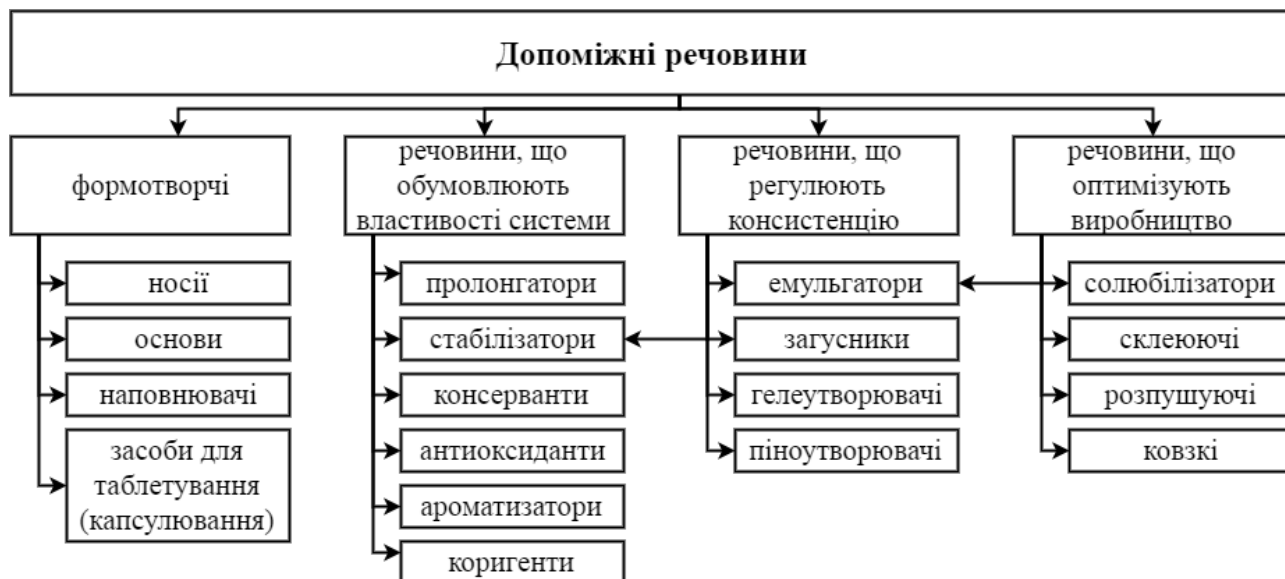 Допоміжні речовини
формотворчі
носії
основи
наповнювачі
засоби для
таблетування
(капсулювання)
речовини, що
обумовлюють
властивості системи
пролонгатори
стабілізатори
консерванти
антиоксиданти
ароматизатори
коригенти
речовини, що
регулюють
консистенцію
емульгатори
загусники
гелеутворювачі
піноутворювачі
речовини, що
оптимізують
виробництво
солюбілізатори
склеюючі
розпушуючі
ковзкі